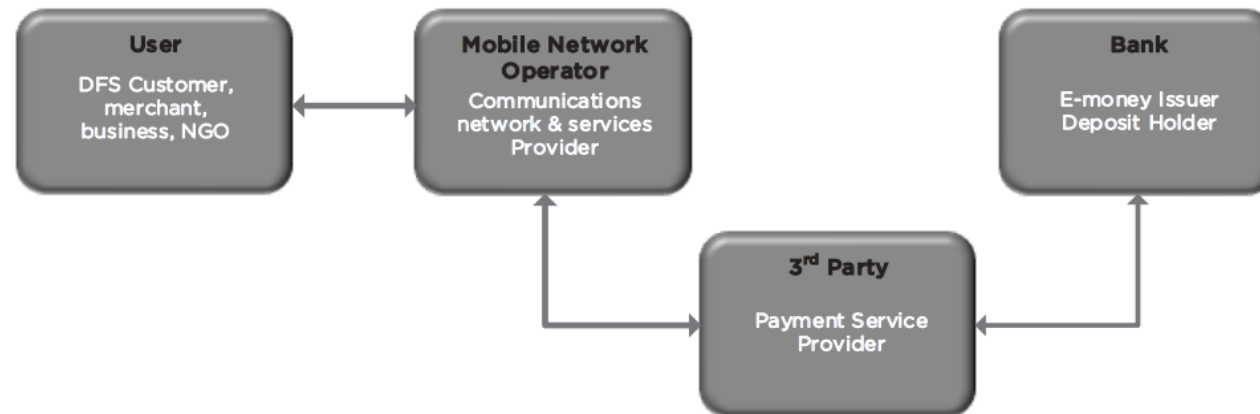 User
DFS Customer,
merchant,
business, NGO
Mobile Network
Operator
Communications
network & services
Provider
Bank
E-money Issuer
Deposit Holder
3rd Party
Payment Service
Provider